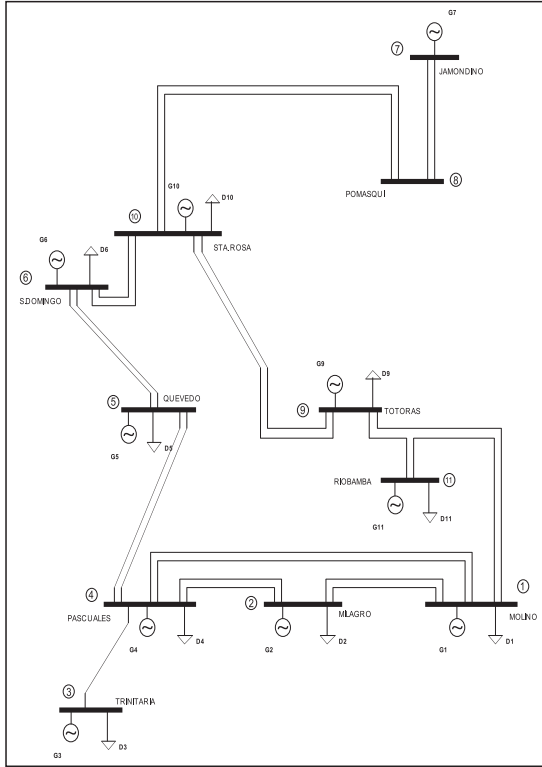 G7
7
JAMONDINO
8
POMASQUI
G10
D10
10
STA.ROSA
G6
D6
6
S.DOMINGO
G9
D9
QUEVEDO
5
9
TOTORAS
G5
D5
RIOBAMBA
11
G11
D11
4
2
1
PASCUALES
MILAGRO
MOLINO
G4
D4
G2
D2
G1
D1
3
TRINITARIA
G3
D3